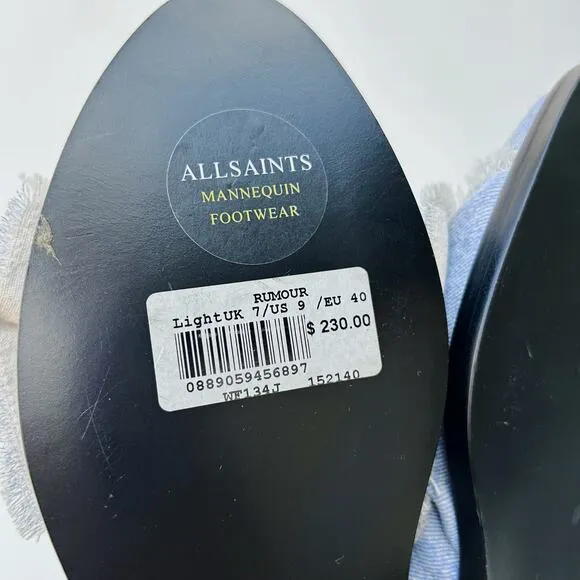 ALLSAINTS
MANNEQUIN
FOOTWEAR
RUMOUR
LightUK 7/US 9 /EU 40
$ 230.00
0889059456897
WF134J 152140